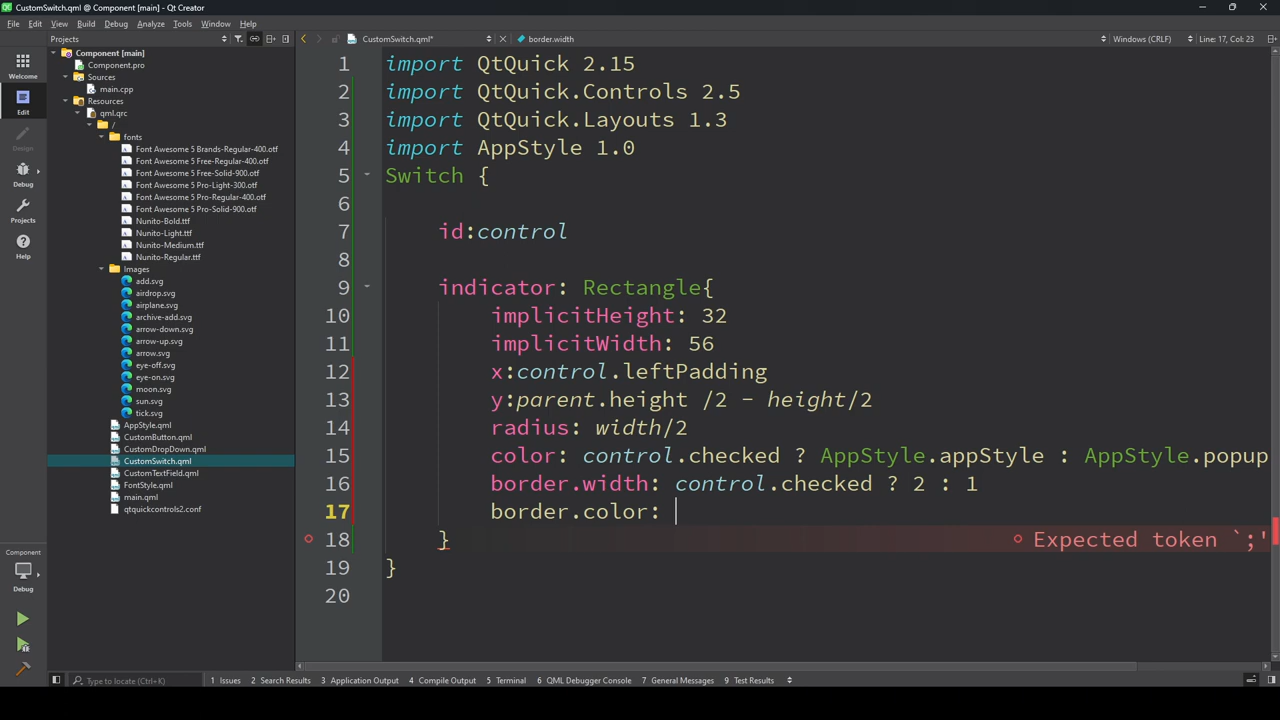 CustomSwitch.qml @ Component [main] - Qt Creator
File Edit View Build Debug Analyze Tools Window Help
Projects
CustomSwitch.qml*
border.width
Windows (CRLF)
Line: 17, Col: 23
Welcome
Edit
Design
Debug
Projects
Help
Component
Debug
Component [main]
Component.pro
Sources
main.cpp
Resources
qml.qrc
/
fonts
Font Awesome 5 Brands-Regular-400.otf
Font Awesome 5 Free-Regular-400.otf
Font Awesome 5 Free-Solid-900.otf
Font Awesome 5 Pro-Light-300.otf
Font Awesome 5 Pro-Regular-400.otf
Font Awesome 5 Pro-Solid-900.otf
Nunito-Bold.ttf
Nunito-Light.ttf
Nunito-Medium.ttf
Nunito-Regular.ttf
Images
add.svg
airdrop.svg
airplane.svg
archive-add.svg
arrow-down.svg
arrow-up.svg
arrow.svg
eye-off.svg
eye-on.svg
moon.svg
sun.svg
tick.svg
AppStyle.qml
CustomButton.qml
CustomDropDown.qml
CustomSwitch.qml
CustomTextField.qml
FontStyle.qml
main.qml
qtquickcontrols2.conf
1 import QtQuick 2.15
2 import QtQuick.Controls 2.5
3 import QtQuick.Layouts 1.3
4 import AppStyle 1.0
5 Switch {
6
7 id:control
8
9 indicator: Rectangle{
10 implicitHeight: 32
11 implicitWidth: 56
12 x:control.leftPadding
13 y:parent.height /2 - height/2
14 radius: width/2
15 color: control.checked ? AppStyle.appStyle : AppStyle.popup
16 border.width: control.checked ? 2 : 1
17 border.color:
18 } Expected token `;'
19 }
20
Type to locate (Ctrl+K)
1 Issues 2 Search Results 3 Application Output 4 Compile Output 5 Terminal 6 QML Debugger Console 7 General Messages 9 Test Results